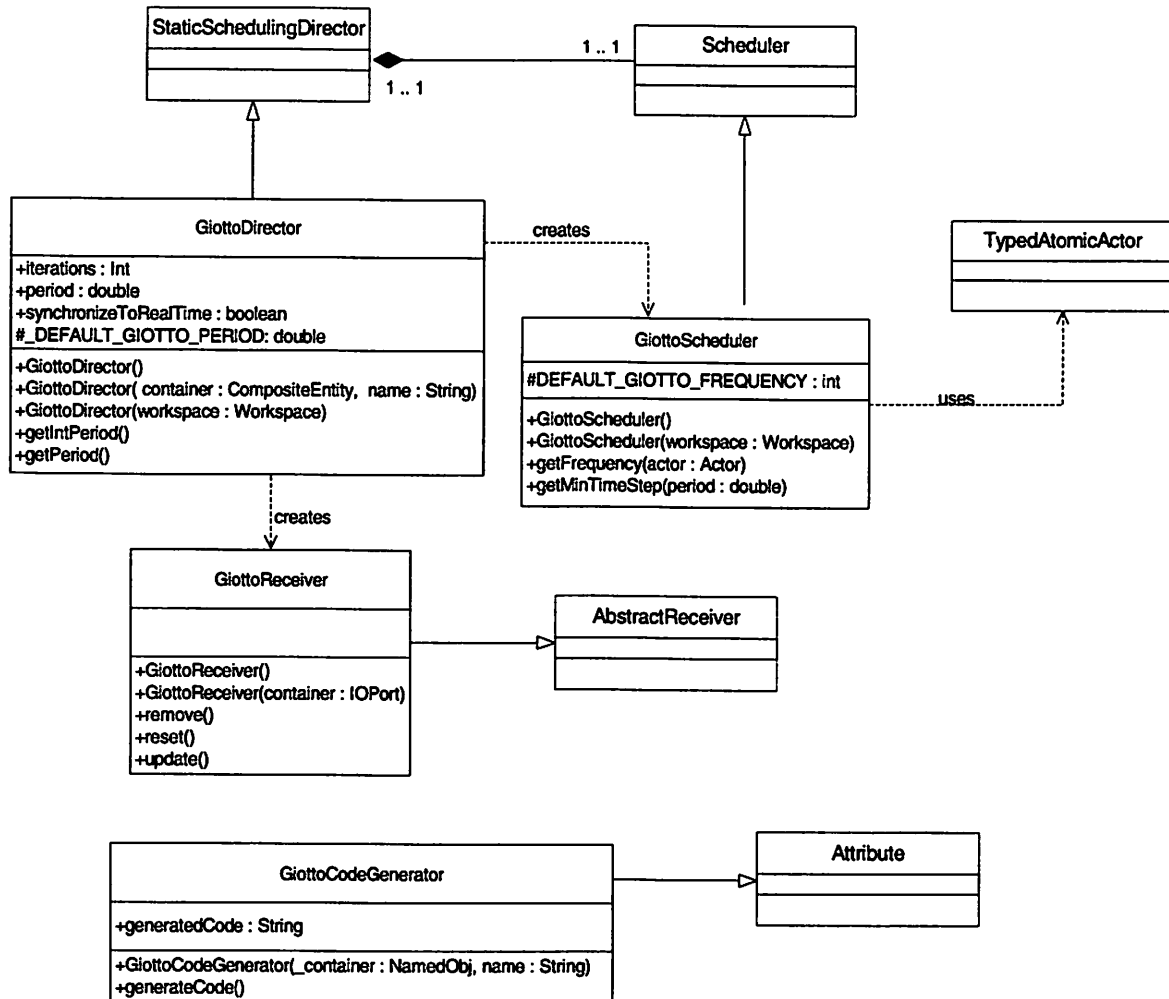 StaticSchedulingDirector
1 .. 1
1 .. 1
Scheduler
GiottoDirector
+iterations : Int
+period : double
+synchronizeToRealTime : boolean
#_DEFAULT_GIOTTO_PERIOD: double
+GiottoDirector()
+GiottoDirector( container : CompositeEntity, name : String)
+GiottoDirector(workspace : Workspace)
+getIntPeriod()
+getPeriod()
creates
TypedAtomicActor
GiottoScheduler
#DEFAULT_GIOTTO_FREQUENCY : int
+GiottoScheduler()
+GiottoScheduler(workspace : Workspace)
+getFrequency(actor : Actor)
+getMinTimeStep(period : double)
uses
creates
GiottoReceiver
+GiottoReceiver()
+GiottoReceiver(container : IOPort)
+remove()
+reset()
+update()
AbstractReceiver
GiottoCodeGenerator
+generatedCode : String
+GiottoCodeGenerator(_container : NamedObj, name : String)
+generateCode()
Attribute